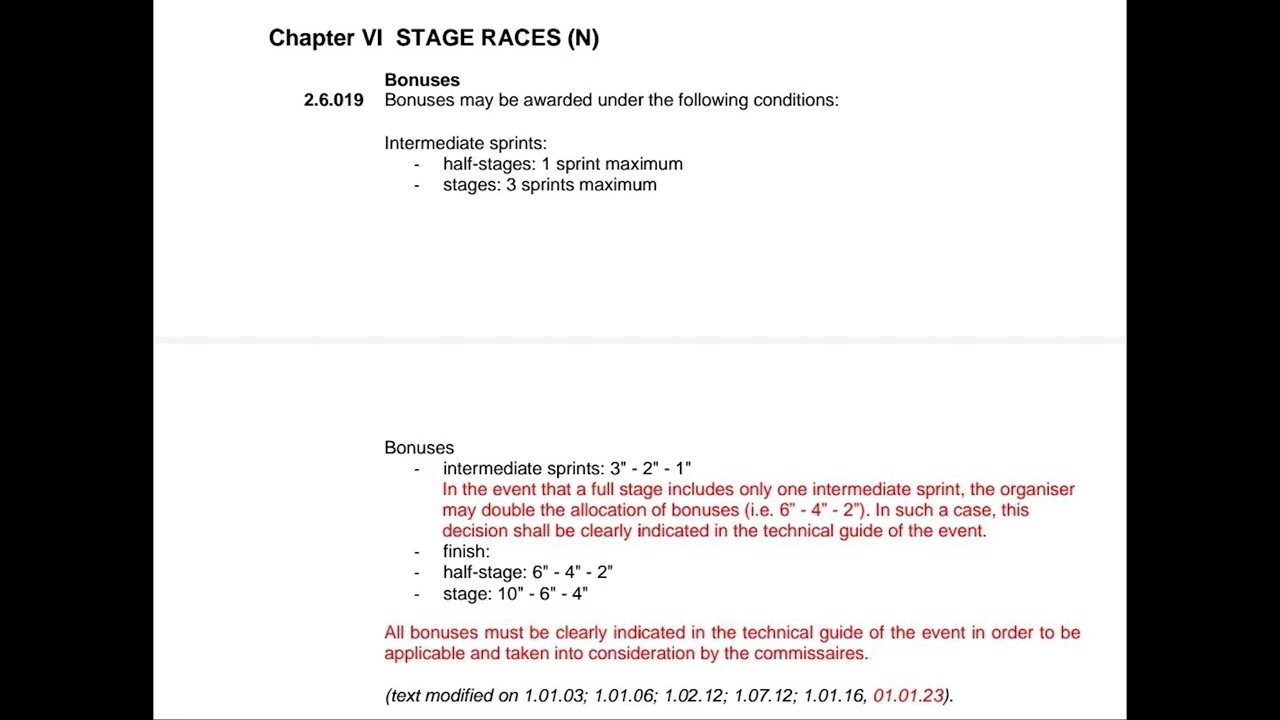 Chapter VI STAGE RACES (N)
Bonuses
2.6.019 Bonuses may be awarded under the following conditions:
Intermediate sprints:
- half-stages: 1 sprint maximum
- stages: 3 sprints maximum
Bonuses
- intermediate sprints: 3" - 2" - 1"
In the event that a full stage includes only one intermediate sprint, the organiser
may double the allocation of bonuses (i.e. 6” - 4” - 2”). In such a case, this
decision shall be clearly indicated in the technical guide of the event.
- finish:
- half-stage: 6" - 4" - 2"
- stage: 10" - 6" - 4"
All bonuses must be clearly indicated in the technical guide of the event in order to be
applicable and taken into consideration by the commissaires.
(text modified on 1.01.03; 1.01.06; 1.02.12; 1.07.12; 1.01.16, 01.01.23).